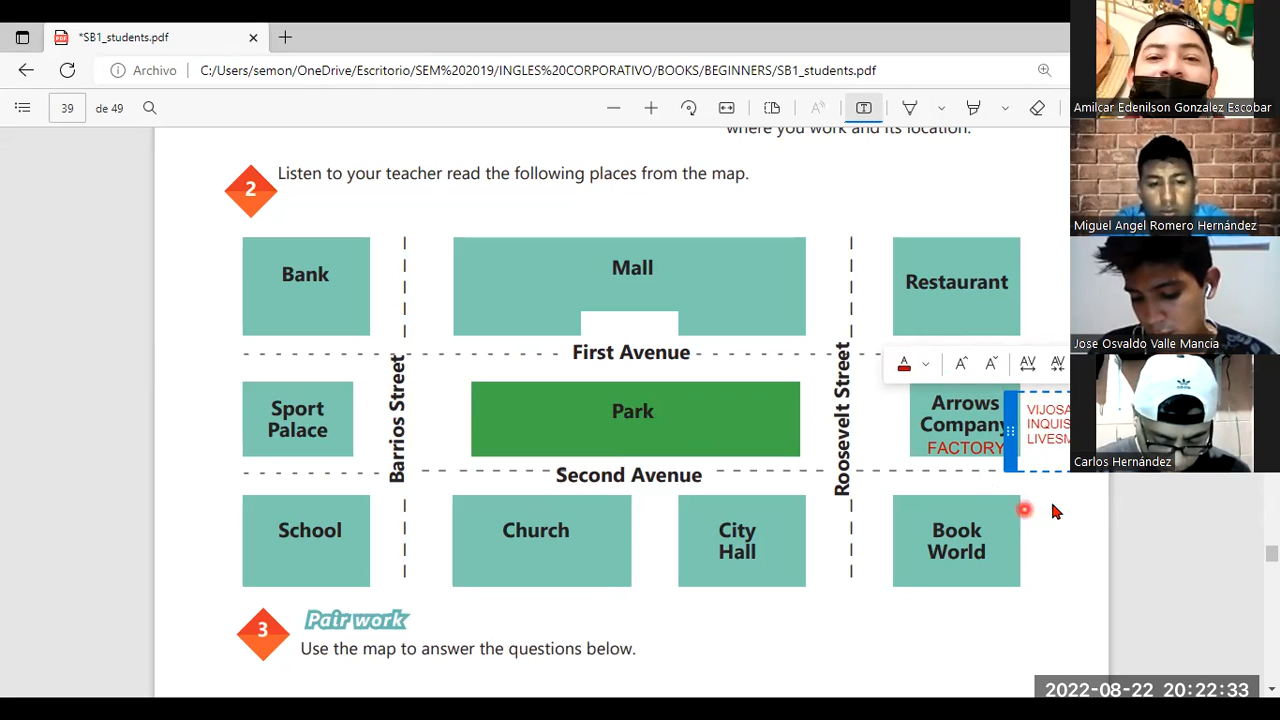 *SB1_students.pdf
Archivo
C:/Users/semon/OneDrive/Escritorio/SEM%2039/INGLES%20CORPORATIVO/BOOKS/BEGINNERS/SB1_students.pdf
39
de 49
where you work and its location.
2
Listen to your teacher read the following places from the map.
Bank
Mall
Restaurant
First Avenue
Barrios Street
Roosevelt Street
Sport
Palace
Park
Arrows
Company
FACTORY
VIJOSA
INQUIS
LIVESM
Second Avenue
School
Church
City
Hall
Book
World
3
Pair work
Use the map to answer the questions below.
Amilcar Edenilson Gonzalez Escobar
Miguel Angel Romero Hernández
Jose Osvaldo Valle Mancia
Carlos Hernández
2022-08-22 20:22:33